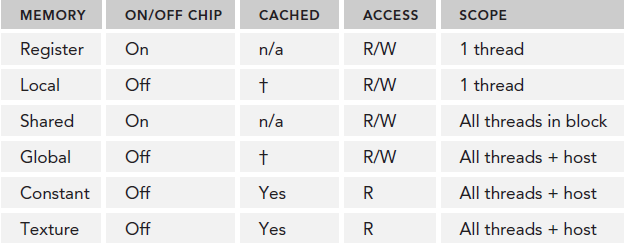 MEMORY ON/OFF CHIP CACHED ACCESS SCOPE
Register On n/a R/W 1 thread
Local Off † R/W 1 thread
Shared On n/a R/W All threads in block
Global Off † R/W All threads + host
Constant Off Yes R All threads + host
Texture Off Yes R All threads + host